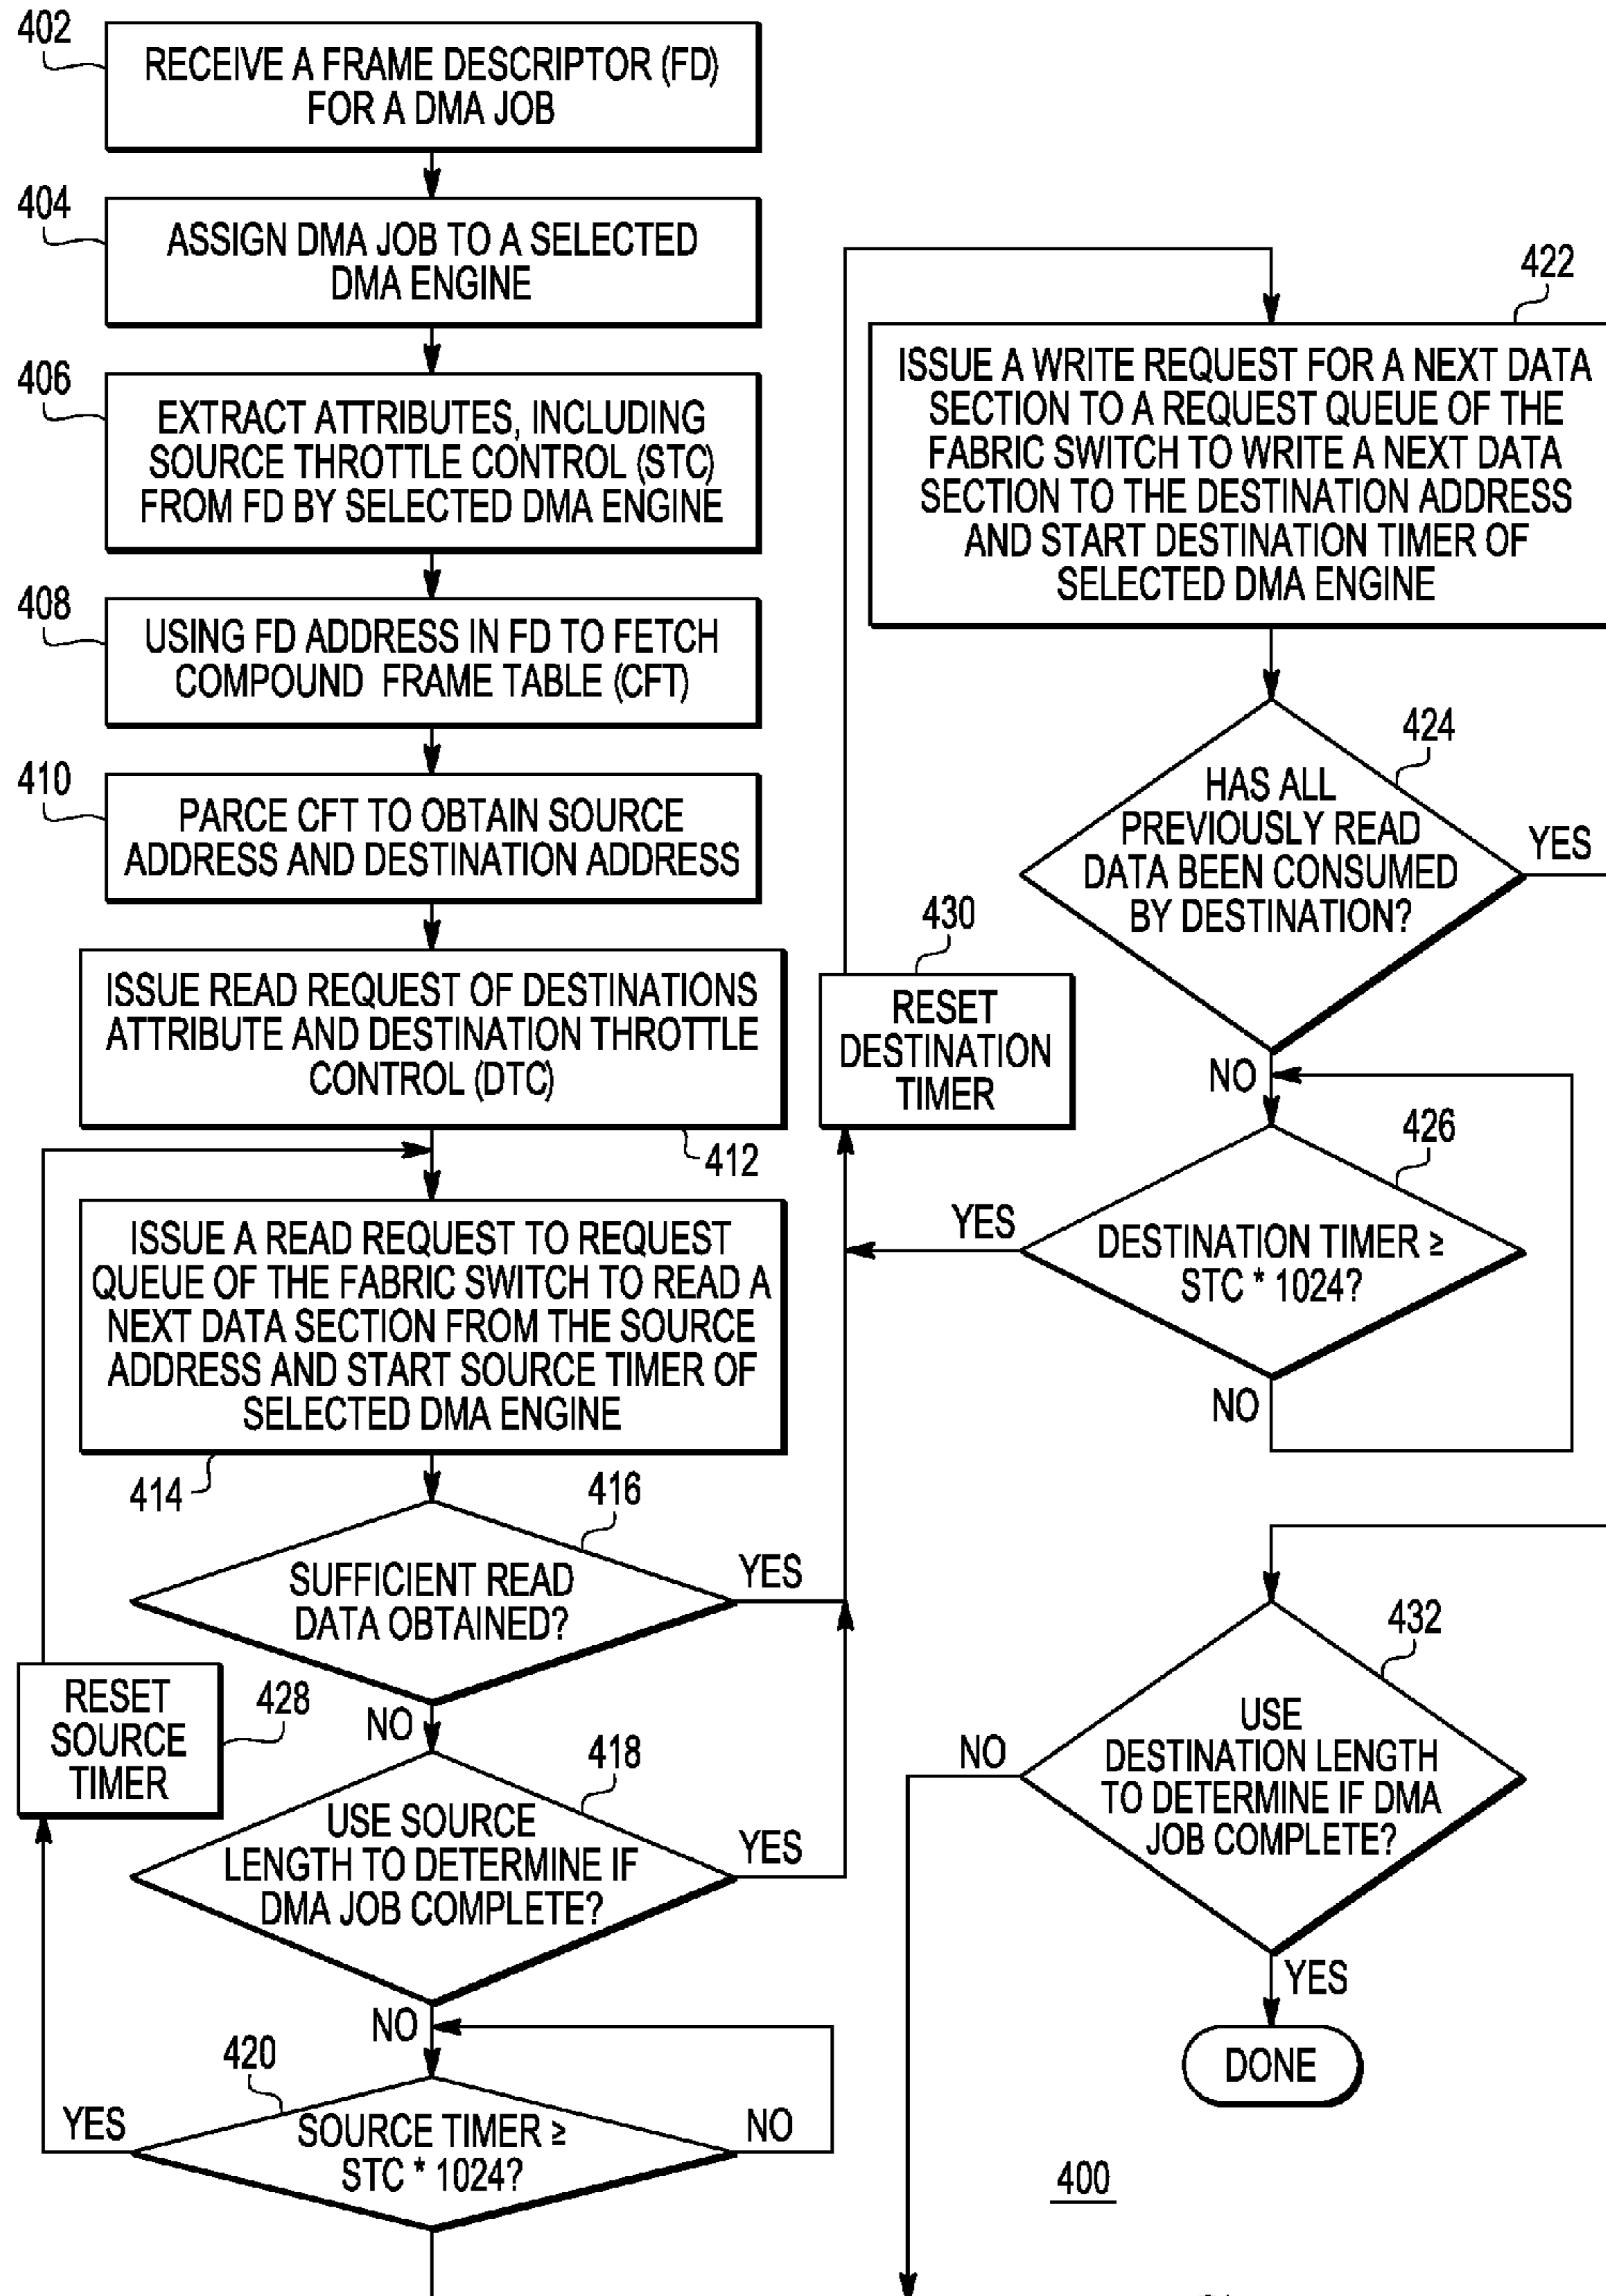 402
RECEIVE A FRAME DESCRIPTOR (FD)
FOR A DMA JOB
404
ASSIGN DMA JOB TO A SELECTED
DMA ENGINE
406
EXTRACT ATTRIBUTES, INCLUDING
SOURCE THROTTLE CONTROL (STC)
FROM FD BY SELECTED DMA ENGINE
408
USING FD ADDRESS IN FD TO FETCH
COMPOUND FRAME TABLE (CFT)
410
PARCE CFT TO OBTAIN SOURCE
ADDRESS AND DESTINATION ADDRESS
ISSUE READ REQUEST OF DESTINATIONS
ATTRIBUTE AND DESTINATION THROTTLE
CONTROL (DTC)
412
ISSUE A READ REQUEST TO REQUEST
QUEUE OF THE FABRIC SWITCH TO READ A
NEXT DATA SECTION FROM THE SOURCE
ADDRESS AND START SOURCE TIMER OF
SELECTED DMA ENGINE
414
416
SUFFICIENT READ
DATA OBTAINED?
YES
NO
RESET
SOURCE
TIMER
428
418
USE SOURCE
LENGTH TO DETERMINE IF
DMA JOB COMPLETE?
YES
NO
420
SOURCE TIMER ≥
STC * 1024?
YES
NO
422
ISSUE A WRITE REQUEST FOR A NEXT DATA
SECTION TO A REQUEST QUEUE OF THE
FABRIC SWITCH TO WRITE A NEXT DATA
SECTION TO THE DESTINATION ADDRESS
AND START DESTINATION TIMER OF
SELECTED DMA ENGINE
424
HAS ALL
PREVIOUSLY READ
DATA BEEN CONSUMED
BY DESTINATION?
YES
NO
430
RESET
DESTINATION
TIMER
426
DESTINATION TIMER ≥
STC * 1024?
YES
NO
432
USE
DESTINATION LENGTH
TO DETERMINE IF DMA
JOB COMPLETE?
NO
YES
DONE
400